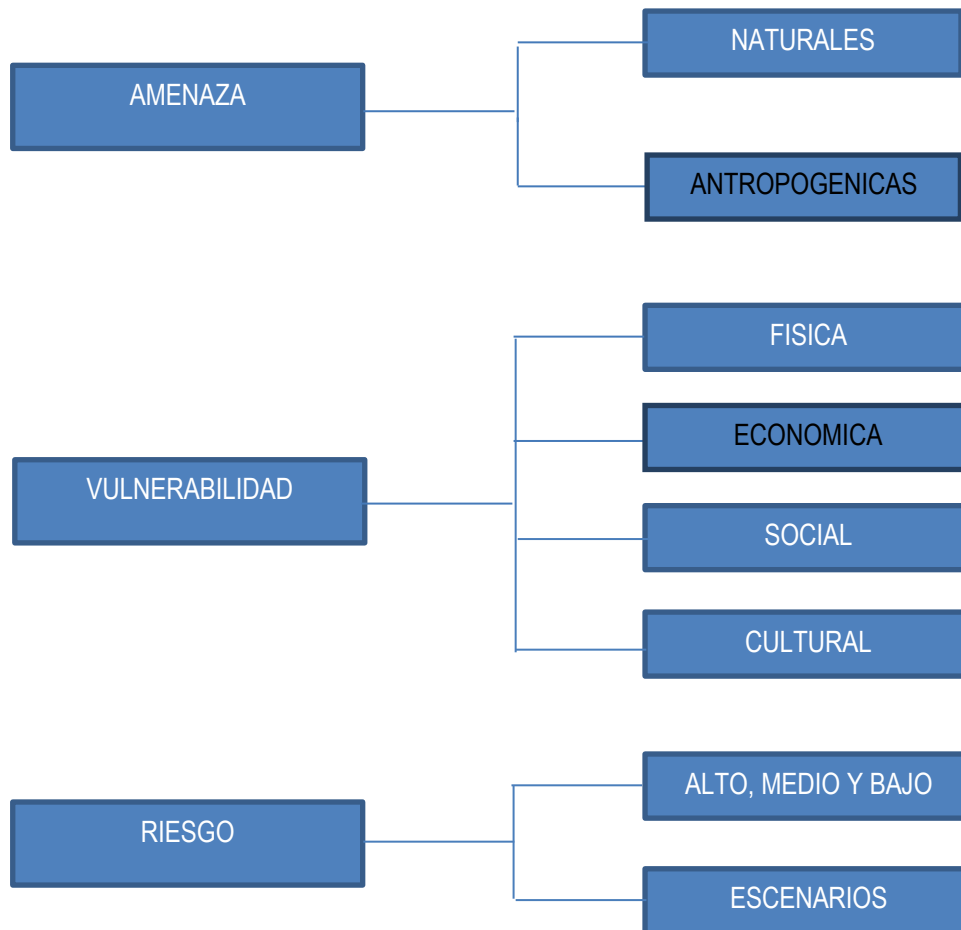 AMENAZA
NATURALES
ANTROPOGENICAS
VULNERABILIDAD
FISICA
ECONOMICA
SOCIAL
CULTURAL
RIESGO
ALTO, MEDIO Y BAJO
ESCENARIOS